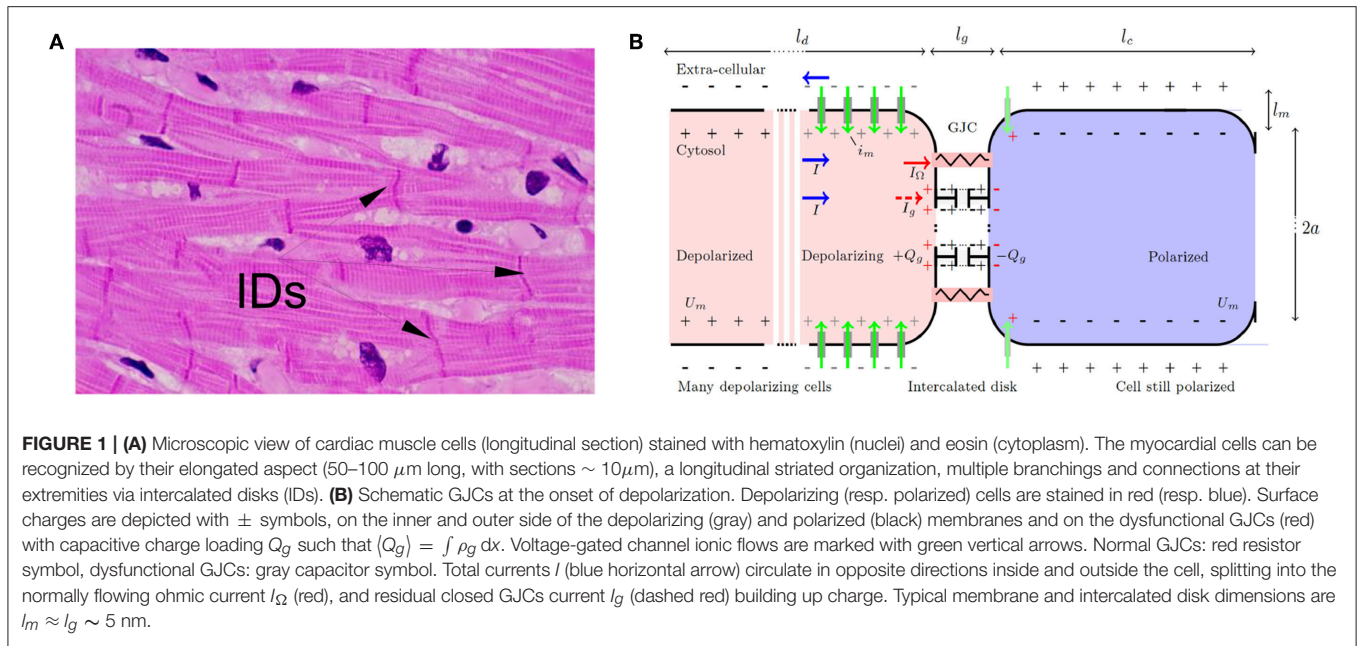 A
IDs
B
l_d
l_g
l_c
Extra-cellular
- - - - - - - - -
+ + + + + + + +
l_m
GJC
+ + + + + + + + +
+
- - - - - - - -
Cytosol
i_m
I
I_Ω
I
I_g
2a
Depolarized
Depolarizing
+Q_g
−Q_g
Polarized
U_m
U_m
+ + + + + + + + +
+
- - - - - - - -
- - - - - - - - -
+ + + + + + + +
Many depolarizing cells
Intercalated disk
Cell still polarized
FIGURE 1 | (A) Microscopic view of cardiac muscle cells (longitudinal section) stained with hematoxylin (nuclei) and eosin (cytoplasm). The myocardial cells can be
recognized by their elongated aspect (50–100 μm long, with sections ∼ 10μm), a longitudinal striated organization, multiple branchings and connections at their
extremities via intercalated disks (IDs). (B) Schematic GJCs at the onset of depolarization. Depolarizing (resp. polarized) cells are stained in red (resp. blue). Surface
charges are depicted with ± symbols, on the inner and outer side of the depolarizing (gray) and polarized (black) membranes and on the dysfunctional GJCs (red)
with capacitive charge loading Q_g such that ⟨Q_g⟩ = ∫ ρ_g dx. Voltage-gated channel ionic flows are marked with green vertical arrows. Normal GJCs: red resistor
symbol, dysfunctional GJCs: gray capacitor symbol. Total currents I (blue horizontal arrow) circulate in opposite directions inside and outside the cell, splitting into the
normally flowing ohmic current I_Ω (red), and residual closed GJCs current I_g (dashed red) building up charge. Typical membrane and intercalated disk dimensions are
l_m ≈ l_g ∼ 5 nm.